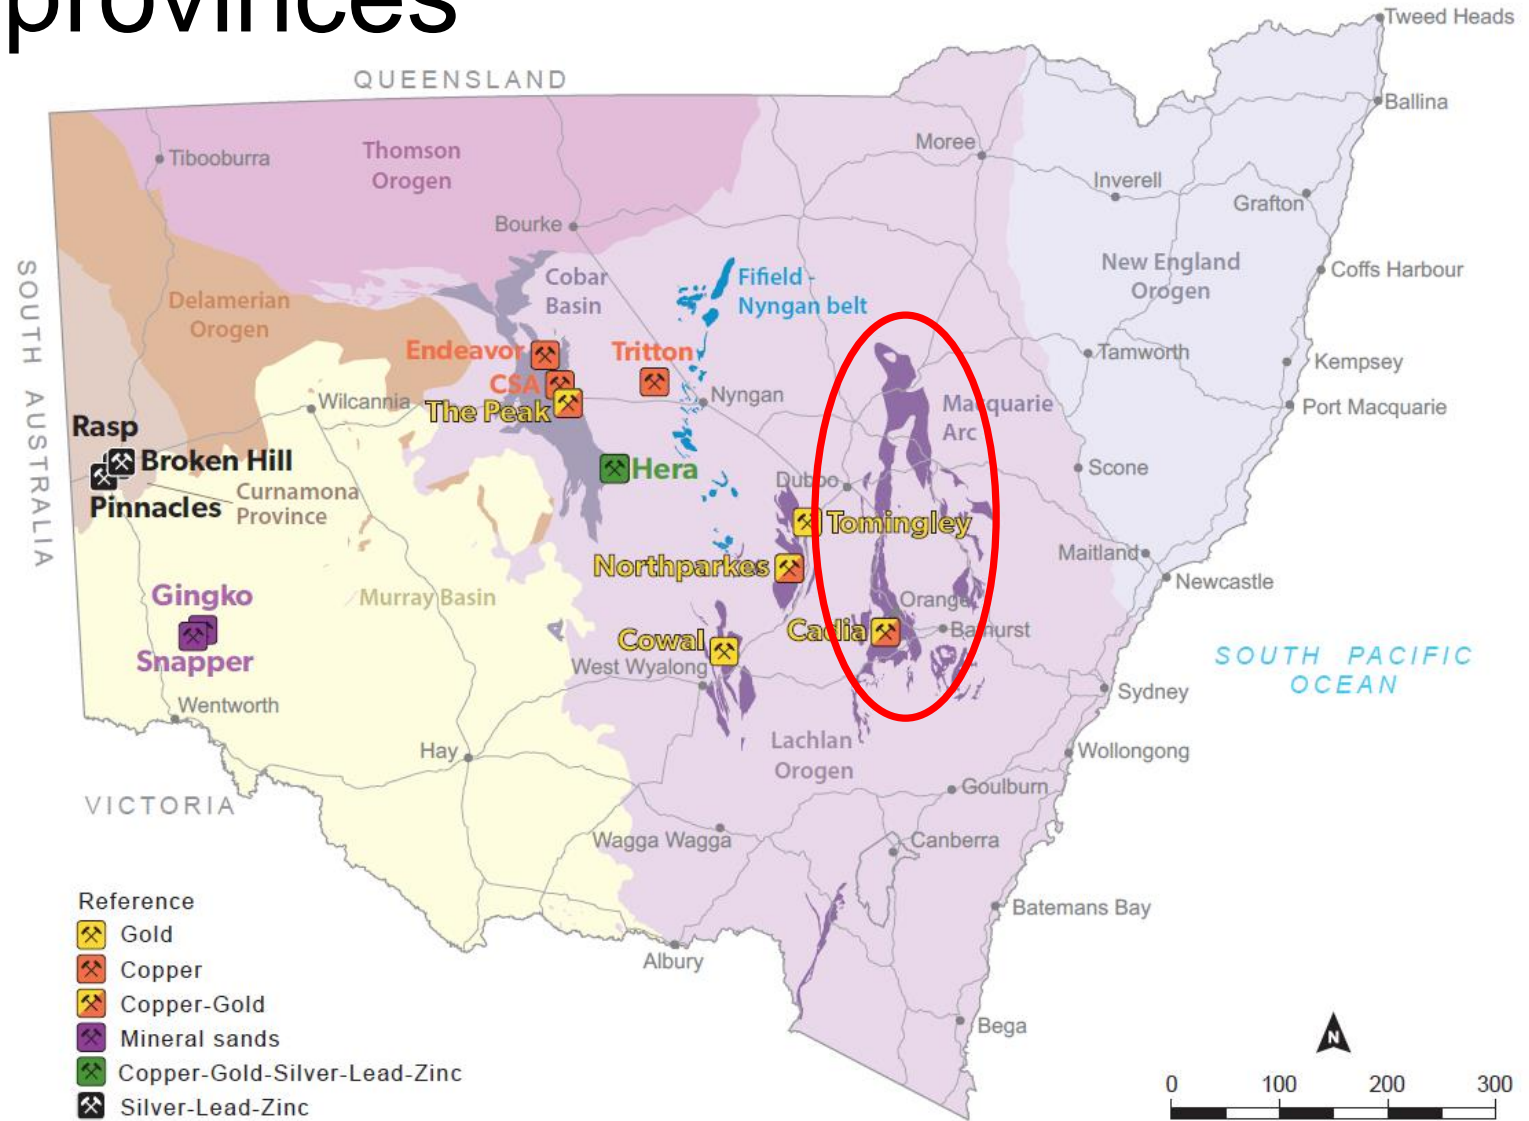 provinces
QUEENSLAND
Tweed Heads
Ballina
Moree
Tibooburra
Thomson
Orogen
Inverell
Grafton
Bourke
SOUTH AUSTRALIA
Cobar
Basin
Fifield -
Nyngan belt
New England
Orogen
Coffs Harbour
Delamerian
Orogen
Endeavor
Tritton
Tamworth
Kempsey
CSA
The Peak
Wilcannia
Nyngan
Macquarie
Arc
Port Macquarie
Rasp
Broken Hill
Pinnacles
Curnamona
Province
Hera
Dubbo
Scone
Tomingley
Northparkes
Maitland
Newcastle
Gingko
Snapper
Murray Basin
Orange
Cowal
Cadia
Bathurst
West Wyalong
SOUTH PACIFIC
OCEAN
Sydney
Wentworth
Hay
Lachlan
Orogen
Wollongong
VICTORIA
Goulburn
Wagga Wagga
Canberra
Batemans Bay
Albury
Bega
Reference
Gold
Copper
Copper-Gold
Mineral sands
Copper-Gold-Silver-Lead-Zinc
Silver-Lead-Zinc
N
0 100 200 300